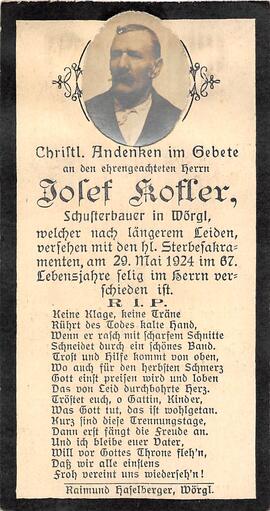 Christl. Andenken im Gebete
an den ehrengeachteten Herrn
Josef Kofler,
Schusterbauer in Wörgl,
welcher nach längerem Leiden,
versehen mit den hl. Sterbesakra-
menten, am 29. Mai 1924 im 67.
Lebensjahre selig im Herrn ver-
schieden ist.
R. I. P.
Keine Klage, keine Träne
Rührt des Todes kalte Hand,
Wenn er rasch mit scharfem Schnitte
Schneidet durch ein schönes Band.
Trost und Hilfe kommt von oben,
Wo auch für den herbsten Schmerz
Gott einst preisen wird und loben
Das von Leid durchbohrte Herz.
Tröstet euch, o Gattin, Kinder,
Was Gott tut, das ist wohlgetan.
Kurz sind diese Trennungstage,
Dann erst fängt die Freude an.
Und ich bleibe euer Vater,
Will vor Gottes Throne fleh'n,
Daß wir alle einstens
Froh vereint uns wiederseh'n!
Raimund Haselberger, Wörgl.